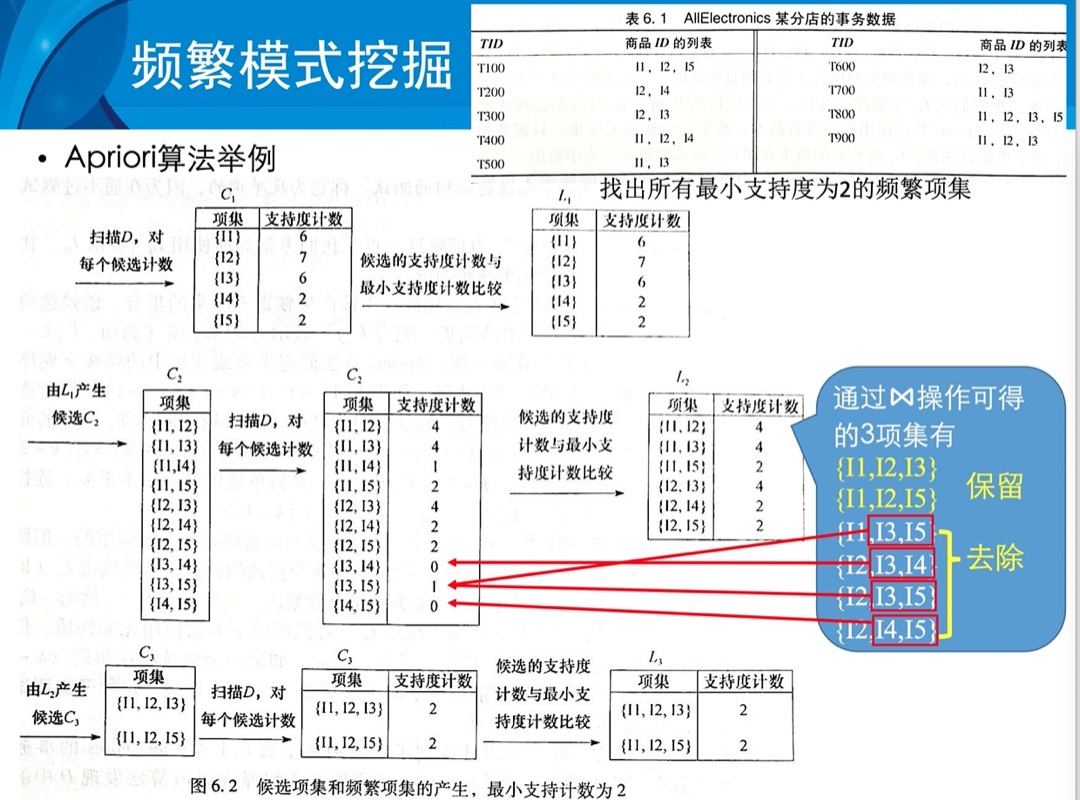 频繁模式挖掘
表 6.1 AllElectronics 某分店的事务数据
TID 商品 ID 的列表 TID 商品 ID 的列表
T100 I1, I2, I5 T600 I2, I3
T200 I2, I4 T700 I1, I3
T300 I2, I3 T800 I1, I2, I3, I5
T400 I1, I2, I4 T900 I1, I2, I3
T500 I1, I3
• Apriori算法举例
找出所有最小支持度为2的频繁项集
扫描D，对
每个候选计数
C₁
项集 支持度计数
{I1} 6
{I2} 7
{I3} 6
{I4} 2
{I5} 2
候选的支持度计数与
最小支持度计数比较
L₁
项集 支持度计数
{I1} 6
{I2} 7
{I3} 6
{I4} 2
{I5} 2
由L₁产生
候选C₂
C₂
项集
{I1, I2}
{I1, I3}
{I1,I4}
{I1, I5}
{I2, I3}
{I2, I4}
{I2, I5}
{I3, I4}
{I3, I5}
{I4, I5}
扫描D，对
每个候选计数
C₂
项集 支持度计数
{I1, I2} 4
{I1, I3} 4
{I1, I4} 1
{I1, I5} 2
{I2, I3} 4
{I2, I4} 2
{I2, I5} 2
{I3, I4} 0
{I3, I5} 1
{I4, I5} 0
候选的支持度
计数与最小支
持度计数比较
L₂
项集 支持度计数
{I1, I2} 4
{I1, I3} 4
{I1, I5} 2
{I2, I3} 4
{I2, I4} 2
{I2, I5} 2
通过⋈操作可得
的3项集有
{I1,I2,I3}
{I1,I2,I5}
保留
{I1,I3,I5}
{I2,I3,I4}
{I2,I3,I5}
{I2,I4,I5}
去除
由L₂产生
候选C₃
C₃
项集
{I1, I2, I3}
{I1, I2, I5}
扫描D，对
每个候选计数
C₃
项集 支持度计数
{I1, I2, I3} 2
{I1, I2, I5} 2
候选的支持度
计数与最小支
持度计数比较
L₃
项集 支持度计数
{I1, I2, I3} 2
{I1, I2, I5} 2
图 6.2 候选项集和频繁项集的产生，最小支持计数为 2